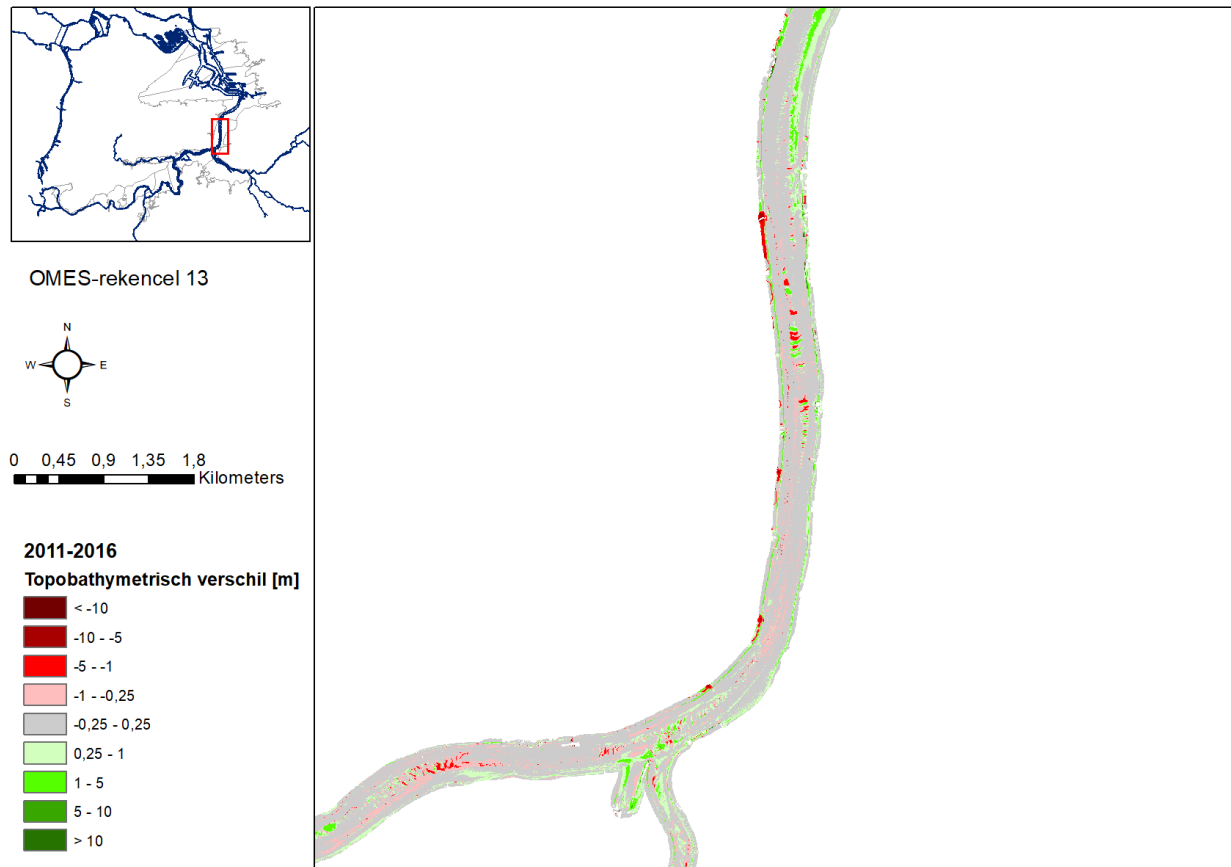 OMES-rekencel 13
N
W E
S
0 0,45 0,9 1,35 1,8
Kilometers
2011-2016
Topobathymetrisch verschil [m]
< -10
-10 - -5
-5 - -1
-1 - -0,25
-0,25 - 0,25
0,25 - 1
1 - 5
5 - 10
> 10